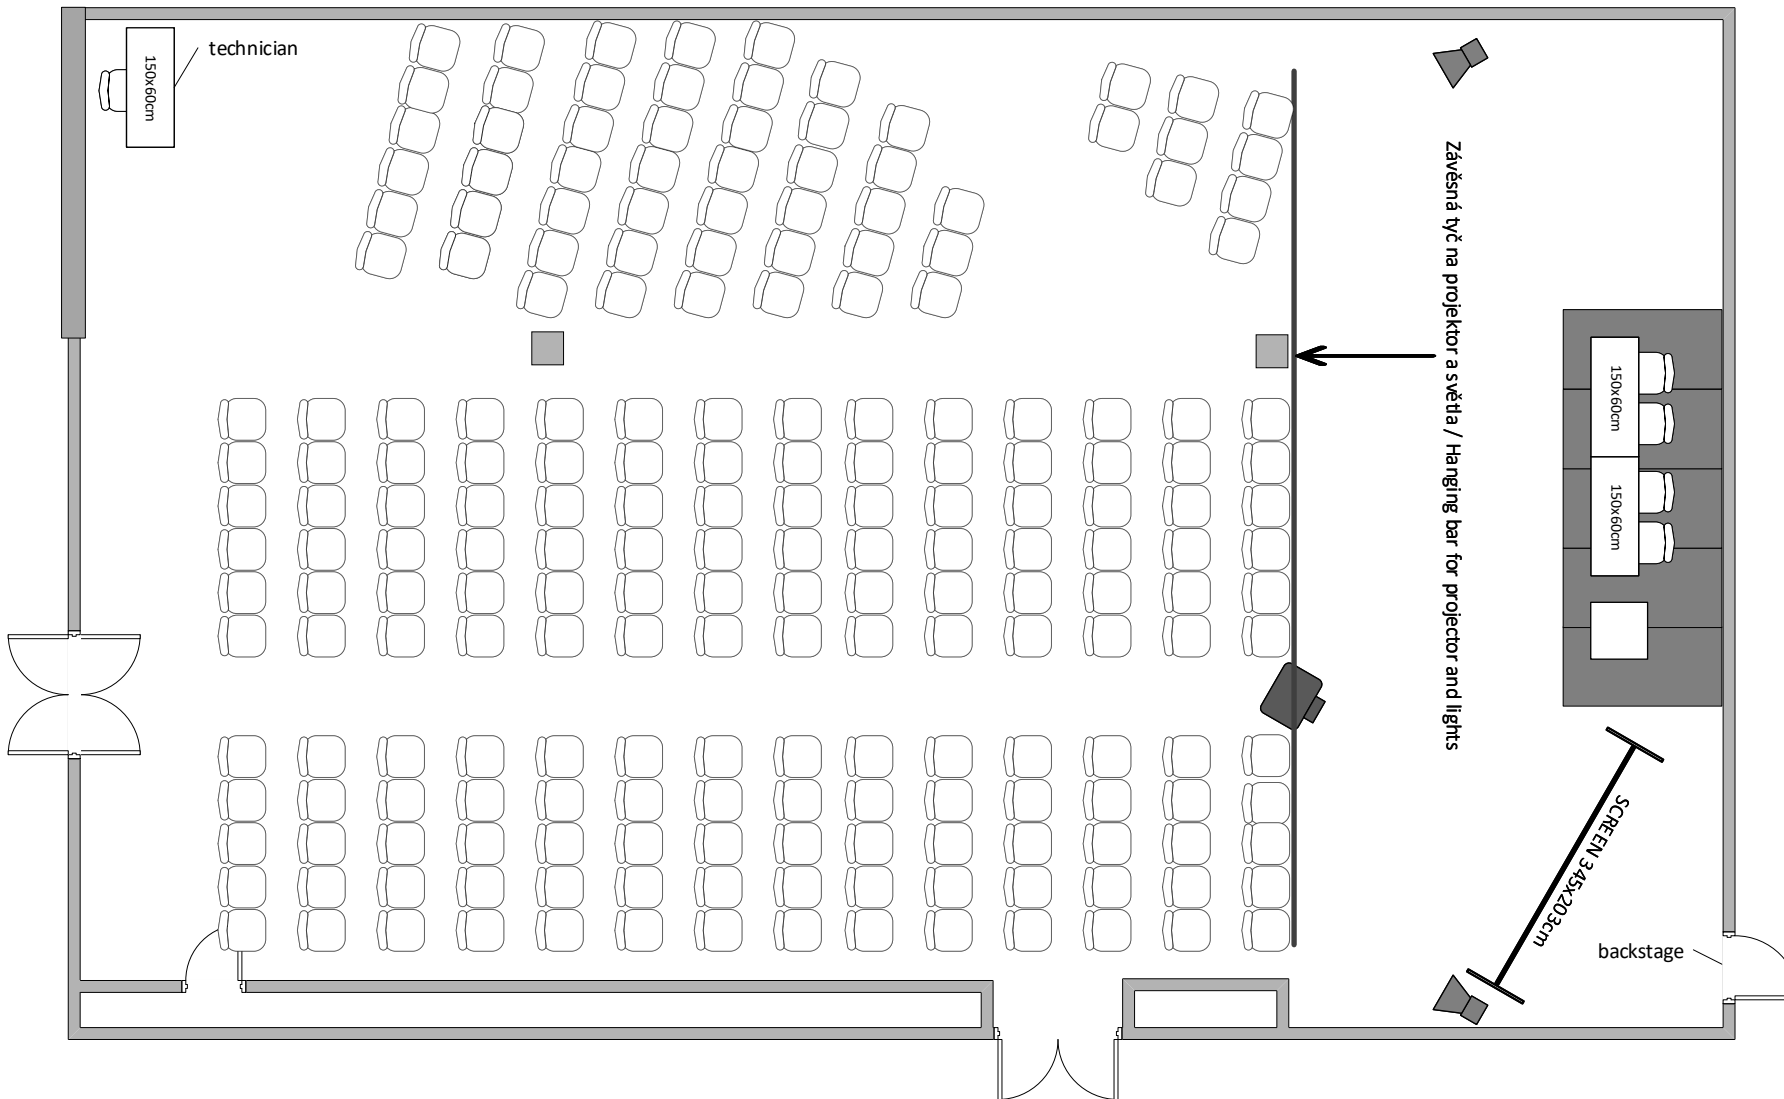 technician
150x60cm
Závěsná tyč na projektor a světla / Hanging bar for projector and lights
150x60cm
150x60cm
SCREEN 345x203cm
backstage